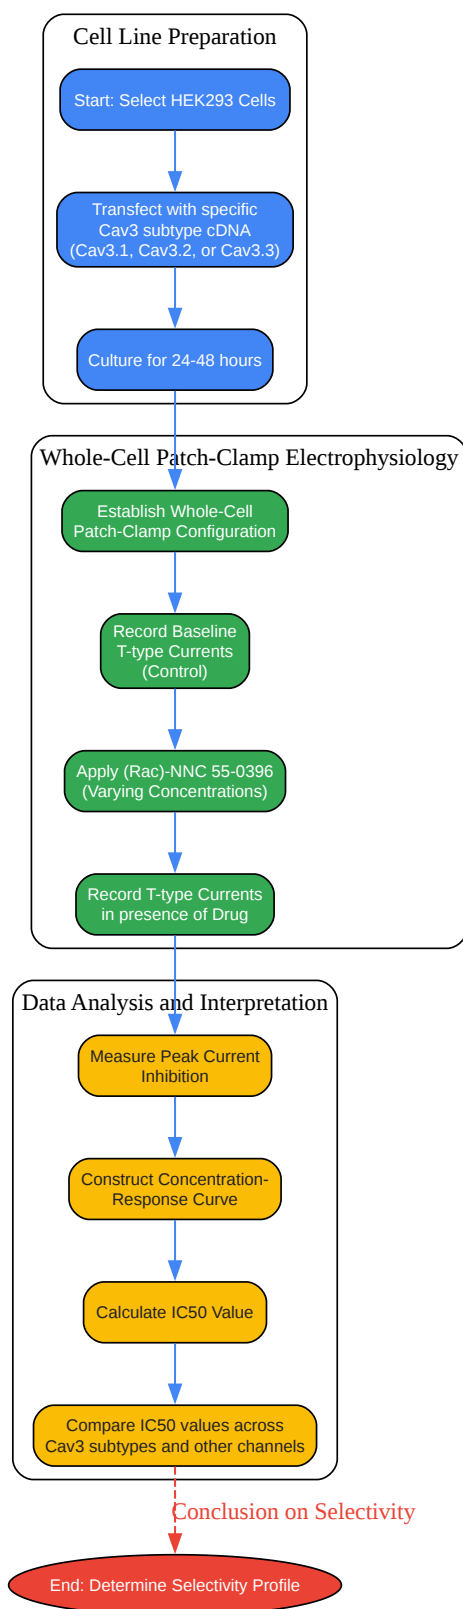 Cell Line Preparation
Start: Select HEK293 Cells
Transfect with specific
Cav3 subtype cDNA
(Cav3.1, Cav3.2, or Cav3.3)
Culture for 24-48 hours
Whole-Cell Patch-Clamp Electrophysiology
Establish Whole-Cell
Patch-Clamp Configuration
Record Baseline
T-type Currents
(Control)
Apply (Rac)-NNC 55-0396
(Varying Concentrations)
Record T-type Currents
in presence of Drug
Data Analysis and Interpretation
Measure Peak Current
Inhibition
Construct Concentration-
Response Curve
Calculate IC50 Value
Compare IC50 values across
Cav3 subtypes and other channels
Conclusion on Selectivity
End: Determine Selectivity Profile